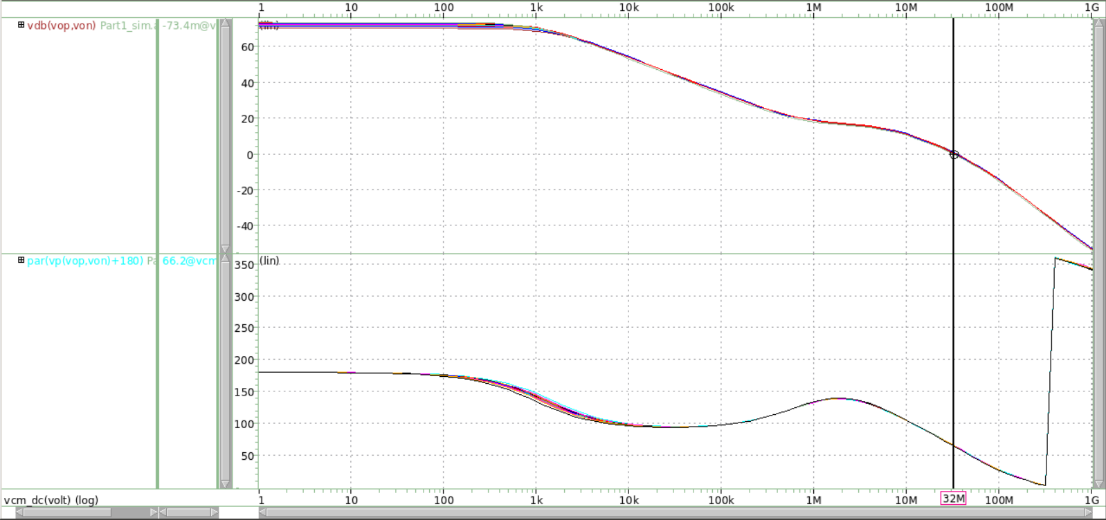 1 10 100 1k 10k 100k 1M 10M 100M 1G
vdb(vop,von) Part1_sim. -73.4m@v
(lin)
60
40
20
0
-20
-40
par(vp(vop,von)+180) Pa 66.2@vcm
(lin)
350
300
250
200
150
100
50
vcm_dc(volt) (log)
1 10 100 1k 10k 100k 1M 10M 32M 100M 1G